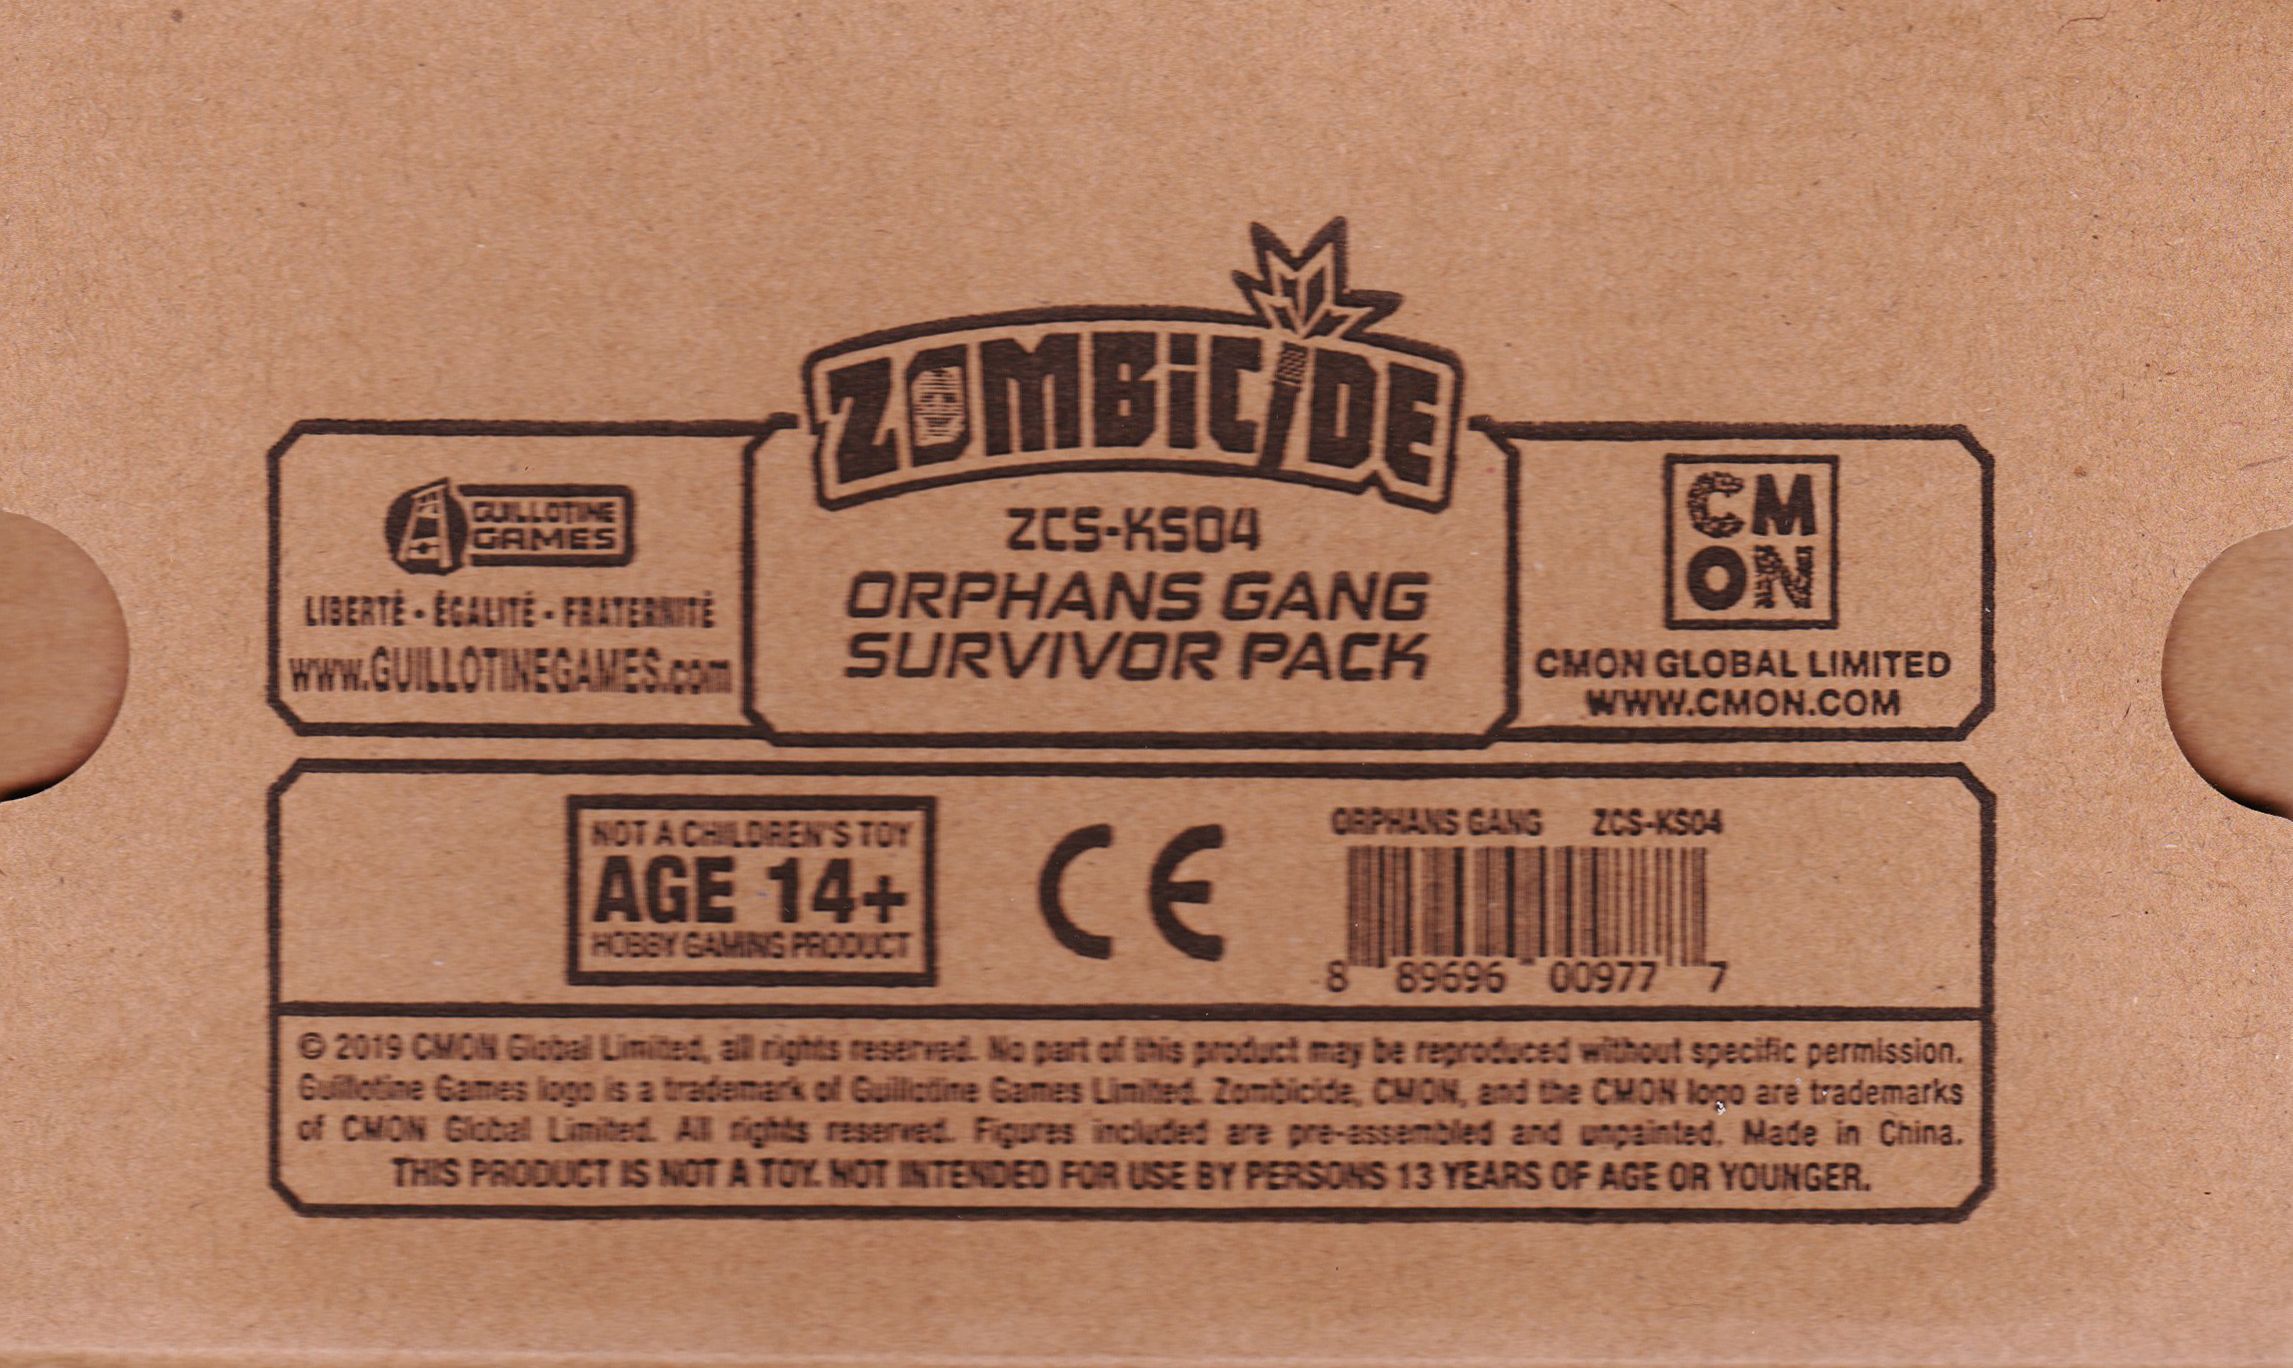 ZOMBiCiDE
GUILLOTINE
GAMES
LIBERTÉ - ÉGALITÉ - FRATERNITÉ
www.GUILLOTINEGAMES.com
ZCS-KS04
ORPHANS GANG
SURVIVOR PACK
CM
ON
CMON GLOBAL LIMITED
WWW.CMON.COM
NOT A CHILDREN'S TOY
AGE 14+
HOBBY GAMING PRODUCT
CE
ORPHANS GANG ZCS-KS04
8 89696 00977 7
© 2019 CMON Global Limited, all rights reserved. No part of this product may be reproduced without specific permission.
Guillotine Games logo is a trademark of Guillotine Games Limited. Zombicide, CMON, and the CMON logo are trademarks
of CMON Global Limited. All rights reserved. Figures included are pre-assembled and unpainted. Made in China.
THIS PRODUCT IS NOT A TOY. NOT INTENDED FOR USE BY PERSONS 13 YEARS OF AGE OR YOUNGER.